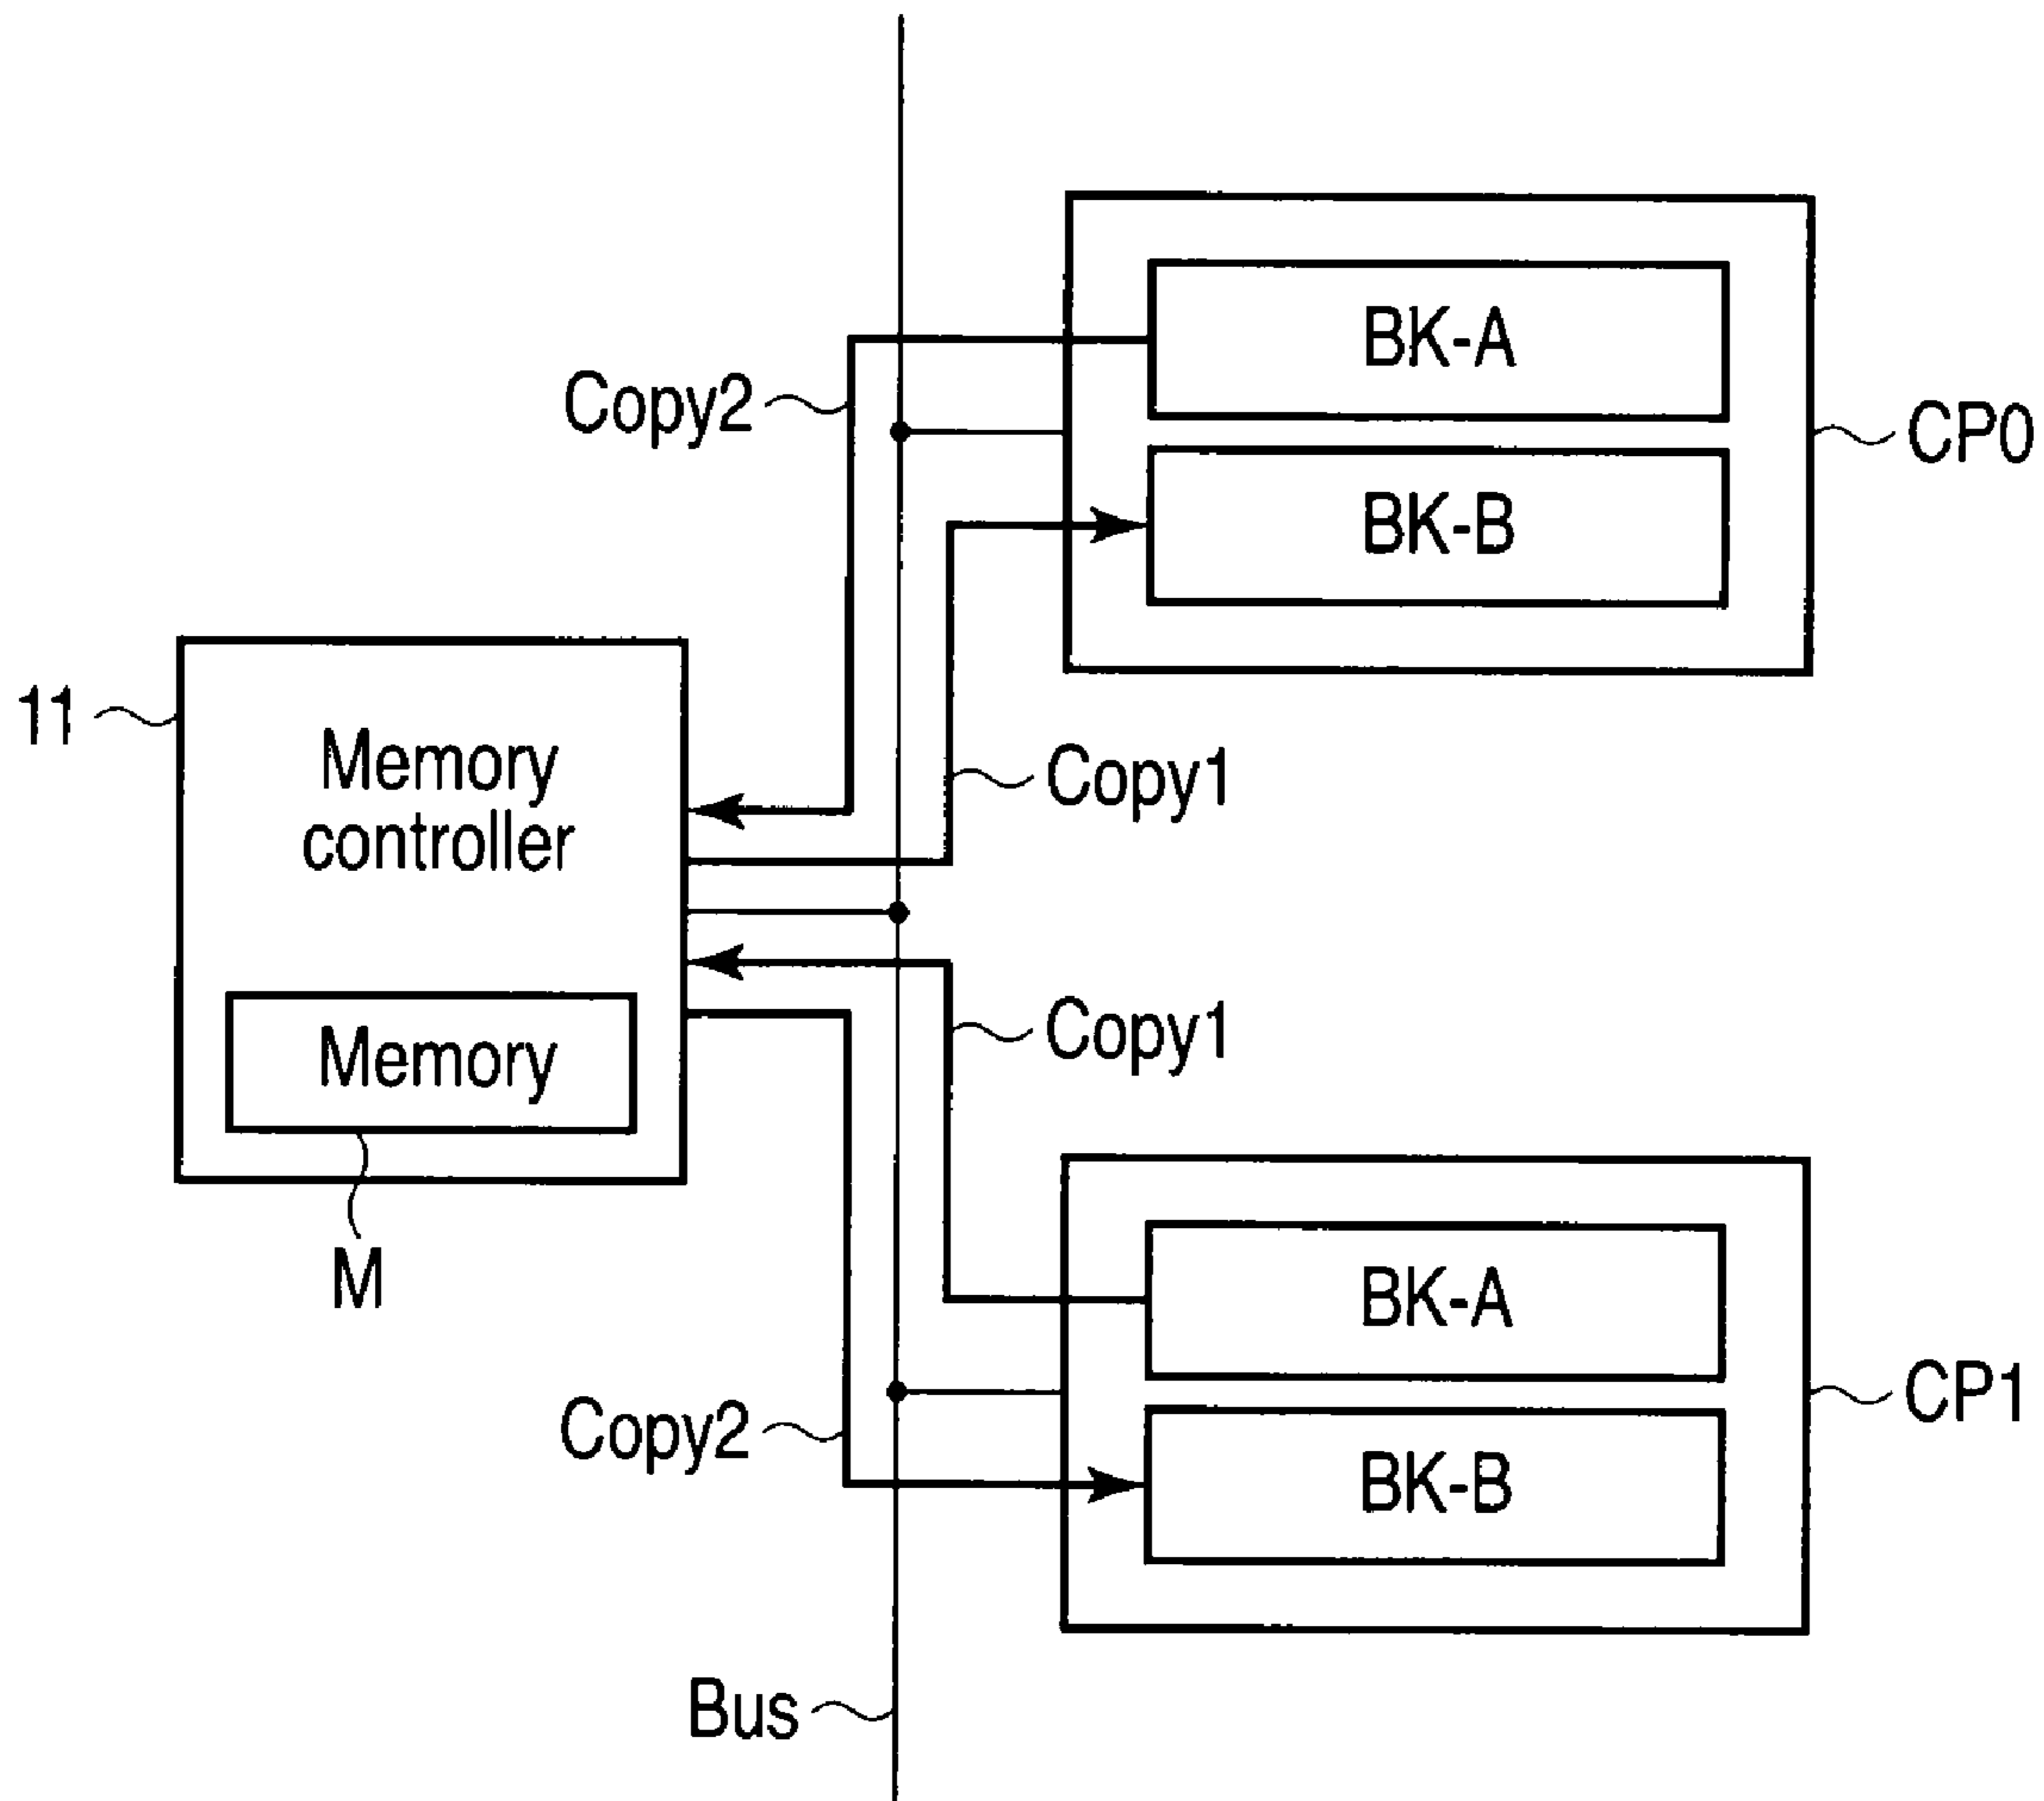 BK-A
Copy2
CP0
BK-B
11
Memory
controller
Copy1
Memory
Copy1
M
BK-A
CP1
Copy2
BK-B
Bus